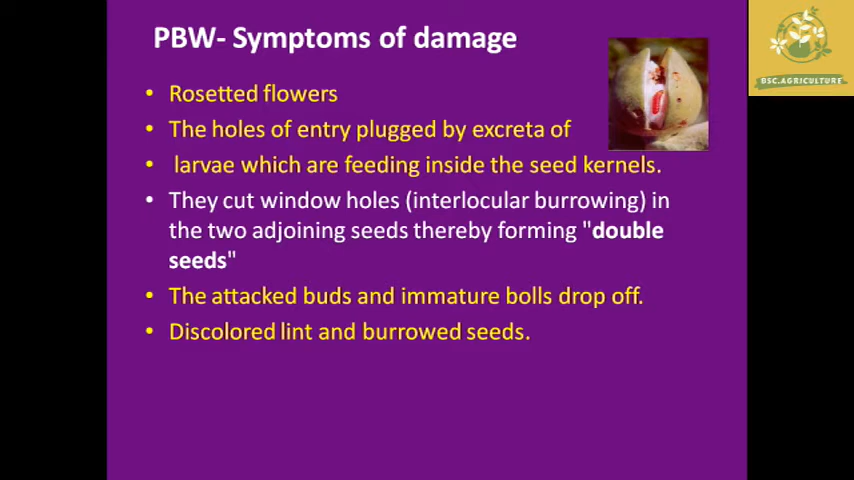 PBW- Symptoms of damage
BSC.AGRICULTURE
• Rosetted flowers
• The holes of entry plugged by excreta of
• larvae which are feeding inside the seed kernels.
• They cut window holes (interlocular burrowing) in
the two adjoining seeds thereby forming "double
seeds"
• The attacked buds and immature bolls drop off.
• Discolored lint and burrowed seeds.